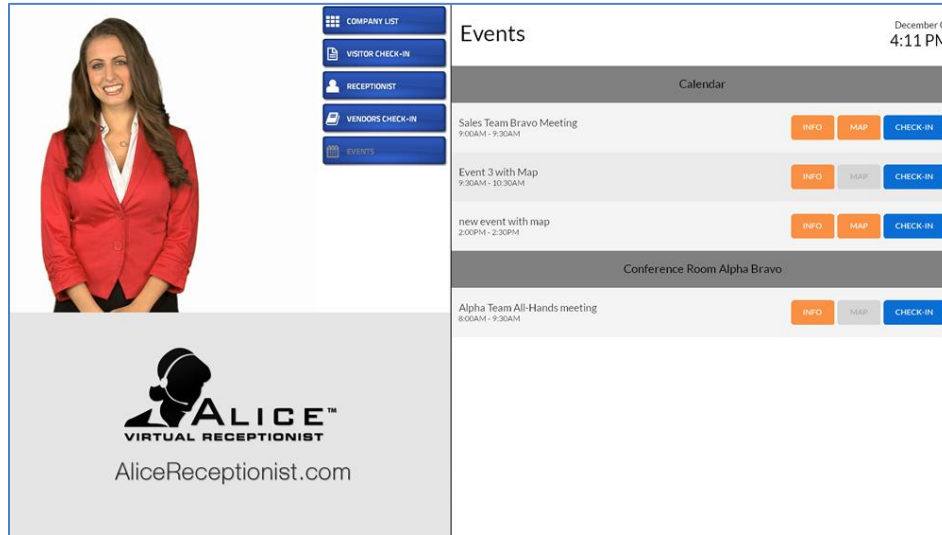 COMPANY LIST
VISITOR CHECK-IN
RECEPTIONIST
VENDORS CHECK-IN
EVENTS
ALICE™
VIRTUAL RECEPTIONIST
AliceReceptionist.com
Events
December
4:11 PM
Calendar
Sales Team Bravo Meeting
9:00AM - 9:30AM
INFO MAP CHECK-IN
Event 3 with Map
9:30AM - 10:30AM
INFO MAP CHECK-IN
new event with map
2:00PM - 2:30PM
INFO MAP CHECK-IN
Conference Room Alpha Bravo
Alpha Team All-Hands meeting
8:00AM - 9:30AM
INFO MAP CHECK-IN